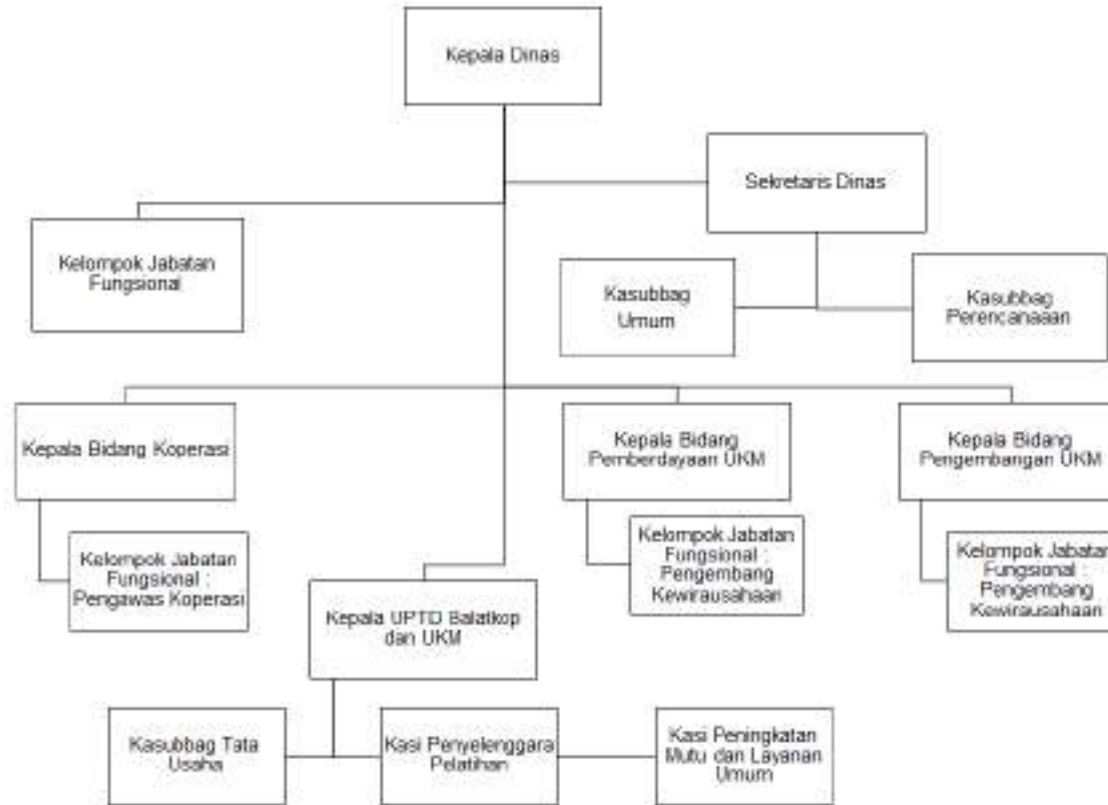 Kepala Dinas
Sekretaris Dinas
Kelompok Jabatan
Fungsional
Kasubbag
Umum
Kasubbag
Perencanaaan
Kepala Bidang Koperasi
Kepala Bidang
Pemberdayaan UKM
Kepala Bidang
Pengembangan UKM
Kelompok Jabatan
Fungsional :
Pengawas Koperasi
Kelompok Jabatan
Fungsional :
Pengembang
Kewirausahaan
Kelompok Jabatan
Fungsional :
Pengembang
Kewirausahaan
Kepala UPTD Balatkop
dan UKM
Kasubbag Tata
Usaha
Kasi Penyelenggara
Pelatihan
Kasi Peningkatan
Mutu dan Layanan
Umum